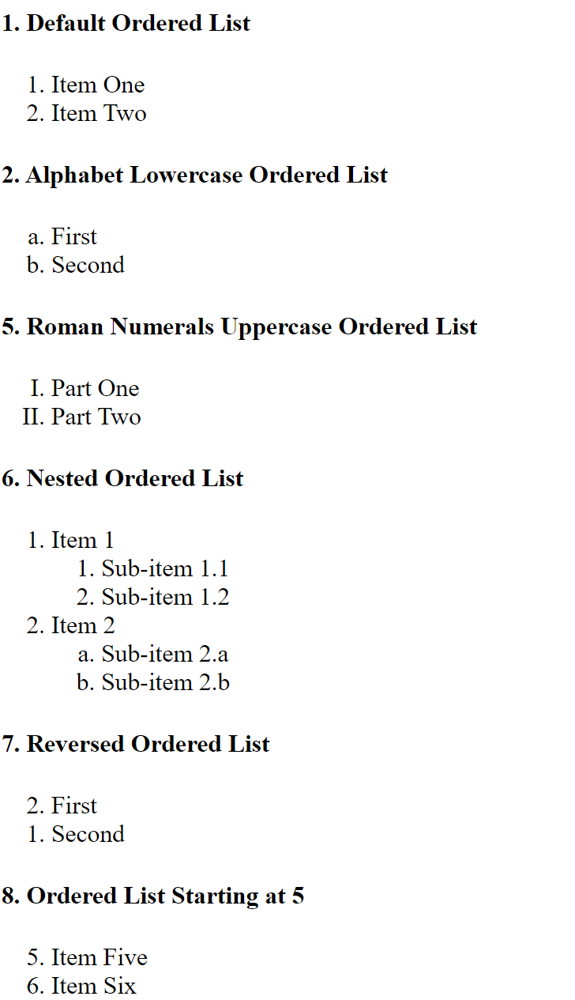 1. Default Ordered List
1. Item One
2. Item Two
2. Alphabet Lowercase Ordered List
a. First
b. Second
5. Roman Numerals Uppercase Ordered List
I. Part One
II. Part Two
6. Nested Ordered List
1. Item 1
1. Sub-item 1.1
2. Sub-item 1.2
2. Item 2
a. Sub-item 2.a
b. Sub-item 2.b
7. Reversed Ordered List
2. First
1. Second
8. Ordered List Starting at 5
5. Item Five
6. Item Six